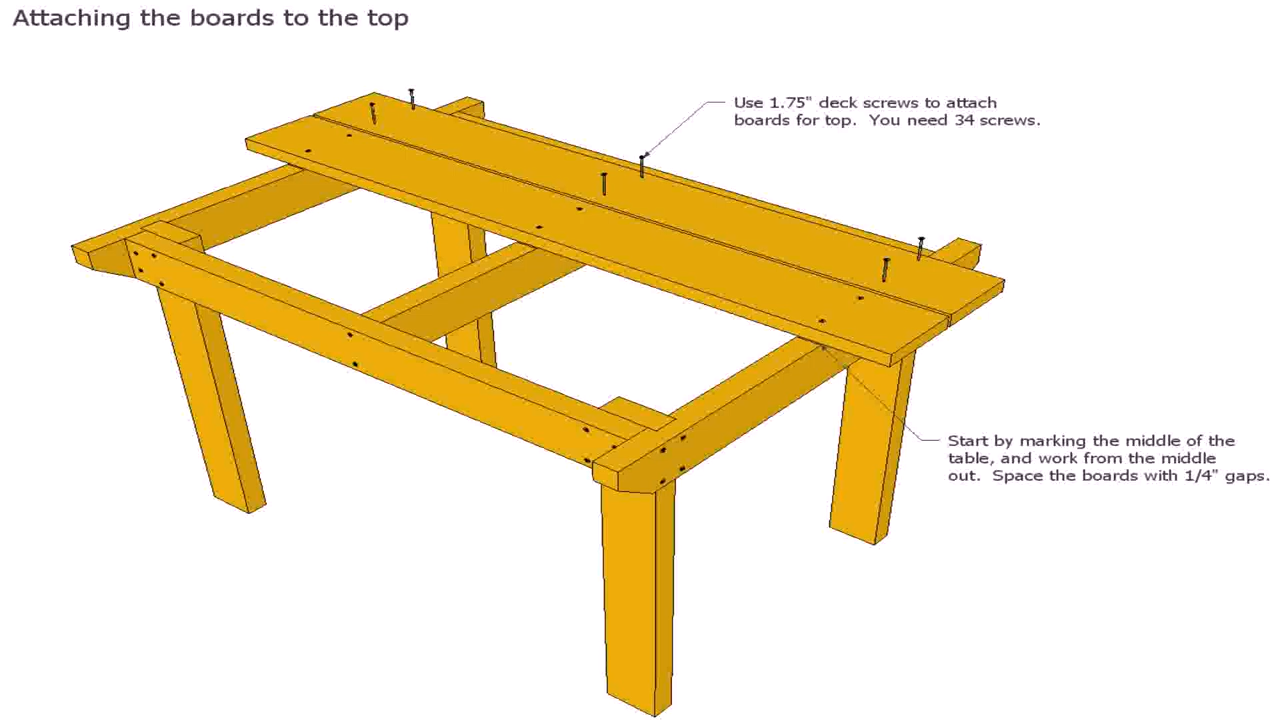 Attaching the boards to the top
Use 1.75" deck screws to attach
boards for top.  You need 34 screws.
Start by marking the middle of the
table, and work from the middle
out.  Space the boards with 1/4" gaps.